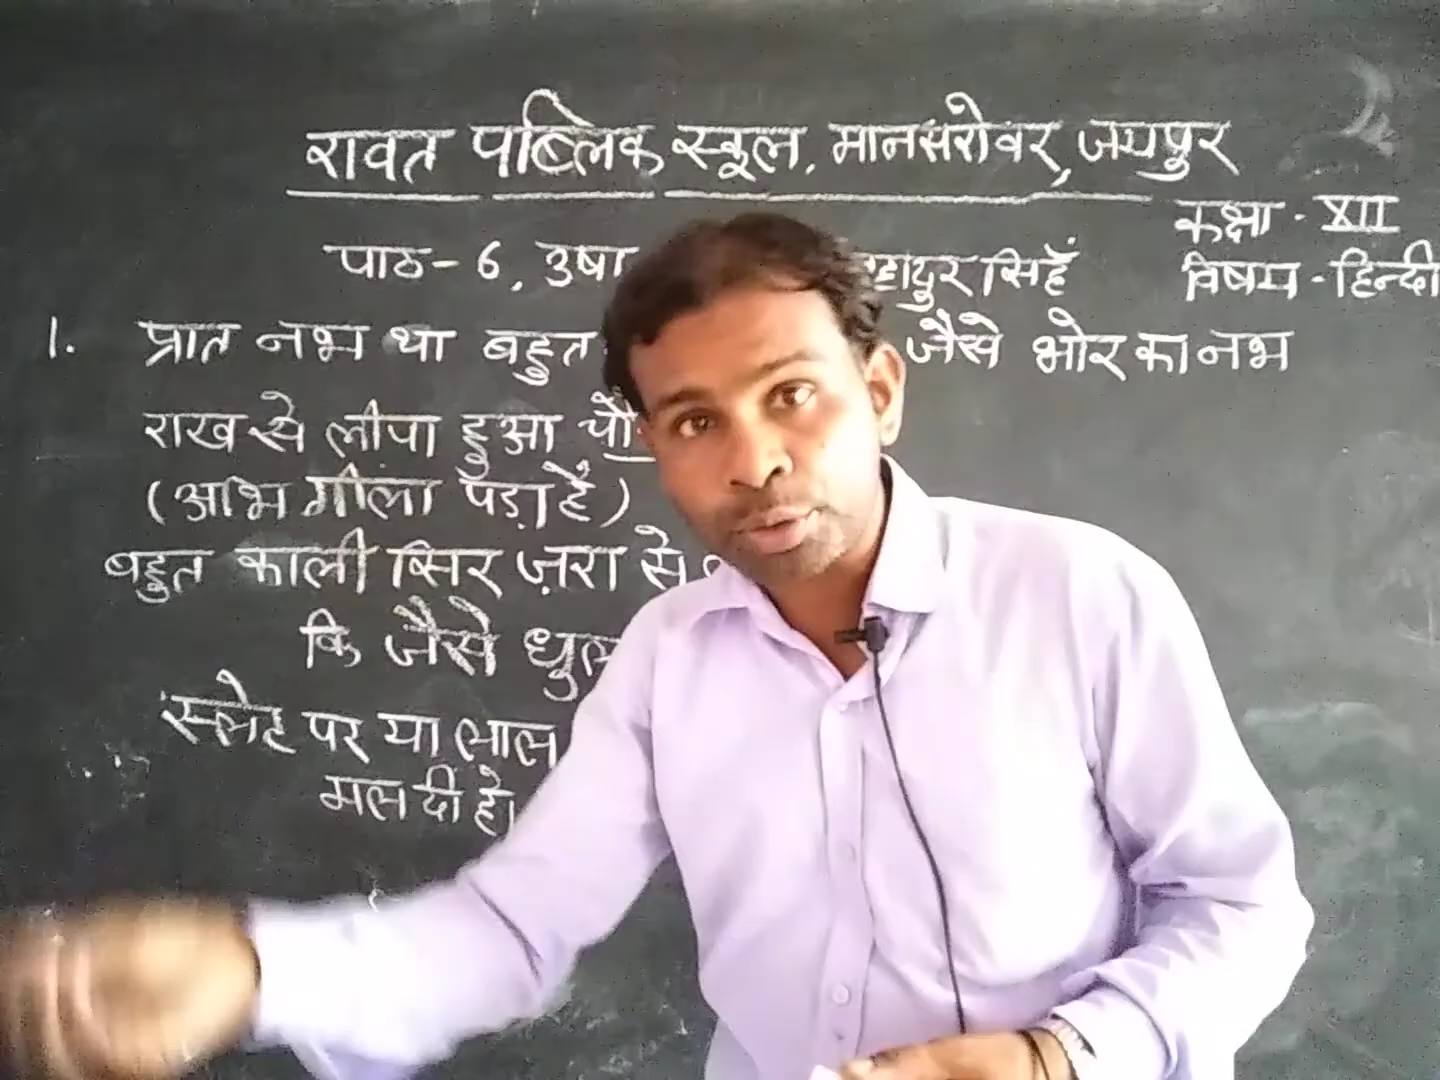 रावत पब्लिक स्कूल, मानसरोवर, जयपुर
कक्षा - XII
पाठ - 6, उषा बहादुर सिहँ
विषय - हिन्दी
1. प्रात नभ था बहुत जैसे भोर का नभ
राख से लीपा हुआ
(अभि गीला पड़ा है)
बहुत काली सिर ज़रा से
कि जैसे
स्लेट पर या लाल
मल दी हो